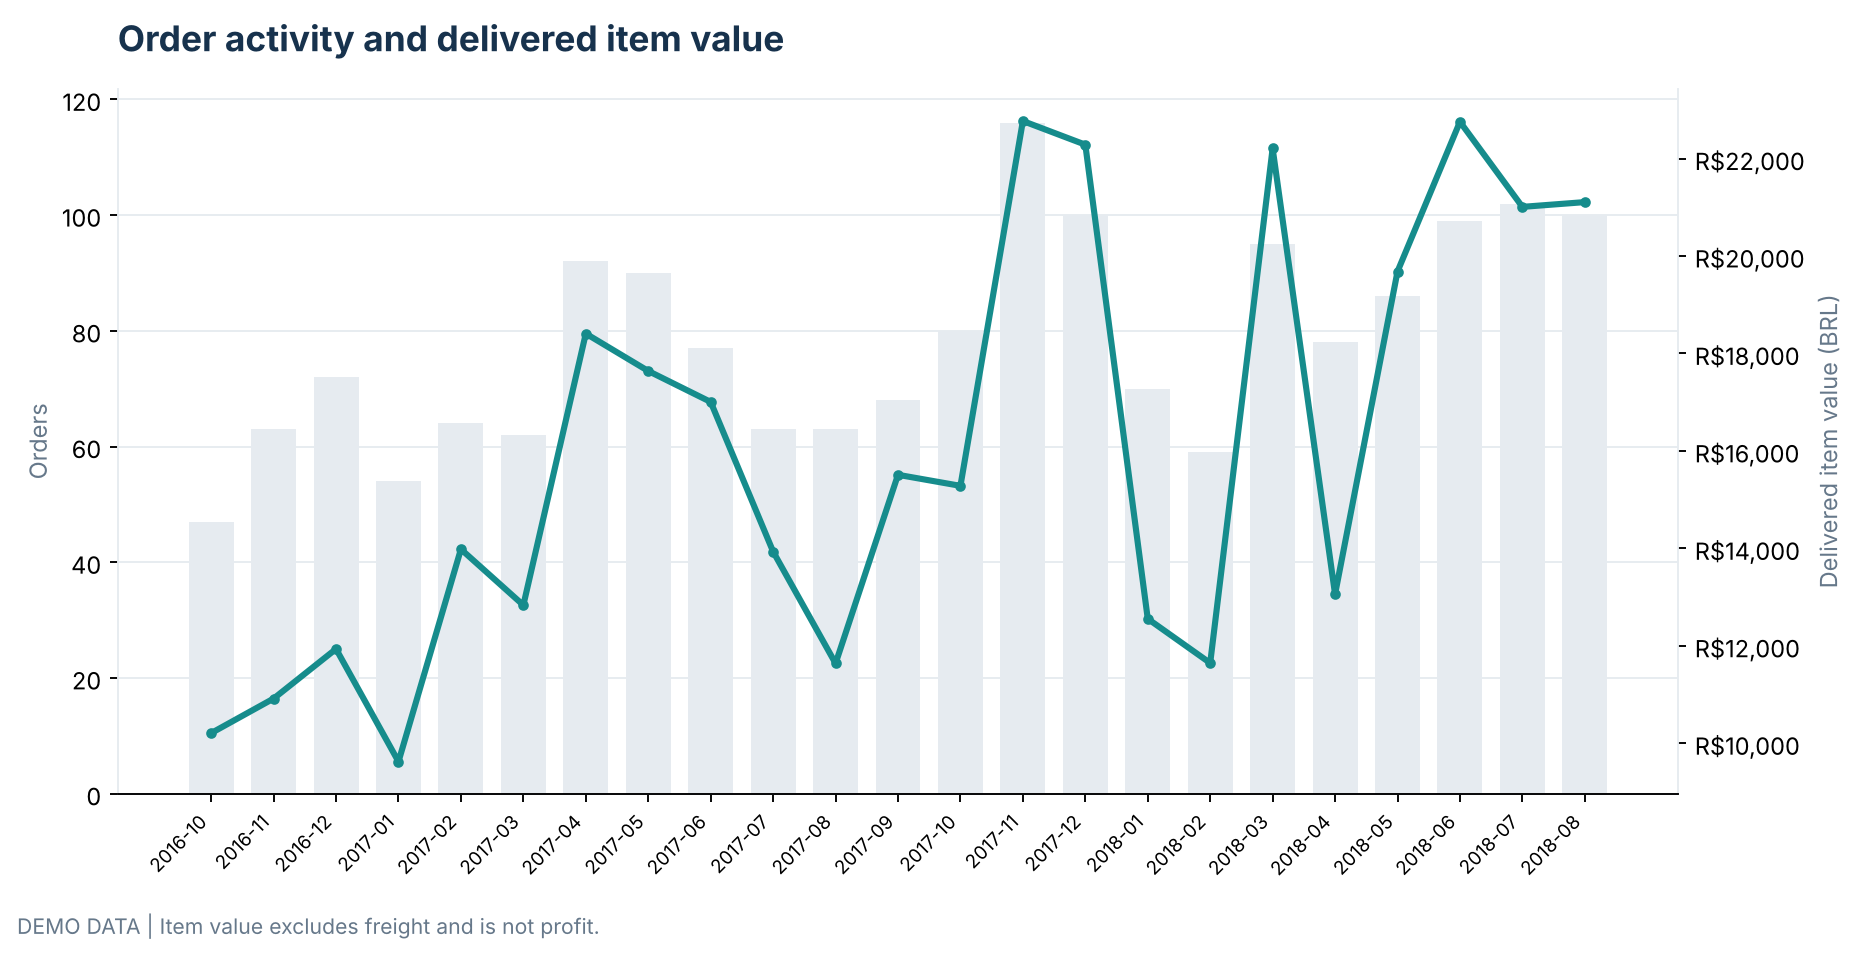 Order activity and delivered item value
120
100
80
60
40
20
0
Orders
R$22,000
R$20,000
R$18,000
R$16,000
R$14,000
R$12,000
R$10,000
Delivered item value (BRL)
2016-10
2016-11
2016-12
2017-01
2017-02
2017-03
2017-04
2017-05
2017-06
2017-07
2017-08
2017-09
2017-10
2017-11
2017-12
2018-01
2018-02
2018-03
2018-04
2018-05
2018-06
2018-07
2018-08
DEMO DATA | Item value excludes freight and is not profit.